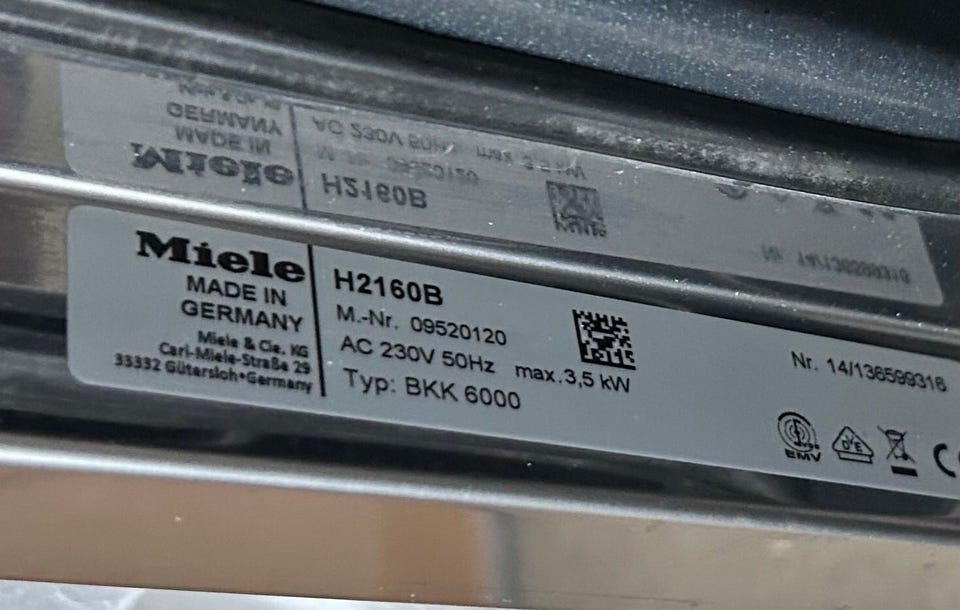 Miele
MADE IN
GERMANY
Miele & Cie. KG
Carl-Miele-Straße 29
33332 Gütersloh•Germany
H2160B
M.-Nr. 09520120
AC 230V 50Hz max.3,5 kW
Typ: BKK 6000
Nr. 14/136599316
EMV
DVE